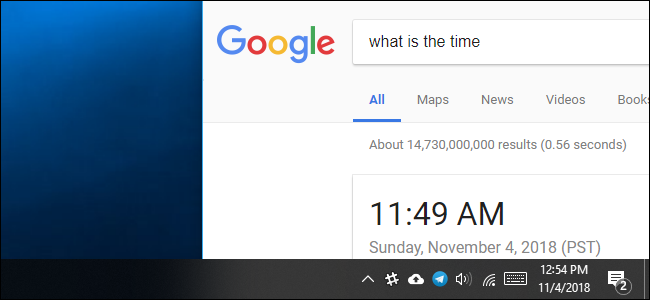 Google
what is the time
All Maps News Videos Books
About 14,730,000,000 results (0.56 seconds)
11:49 AM
Sunday, November 4, 2018 (PST)
12:54 PM
11/4/2018
2